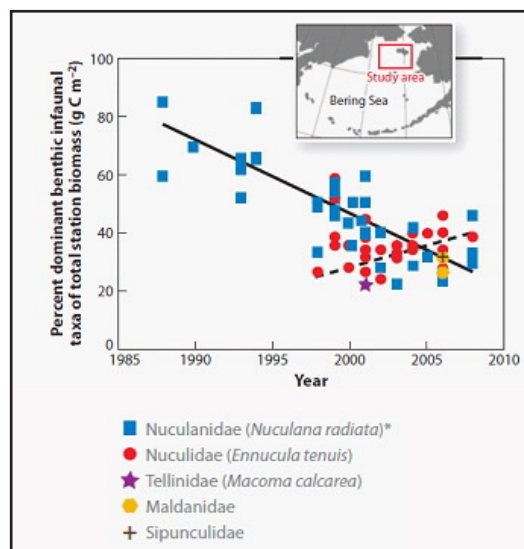 Percent dominant benthic infaunal
taxa of total station biomass (g C m⁻²)
100
80
60
40
20
0
1985
1990
1995
2000
2005
2010
Year
Study area
Bering Sea
Nuculanidae (Nuculana radiata)*
Nuculidae (Ennucula tenuis)
Tellinidae (Macoma calcarea)
Maldanidae
Sipunculidae